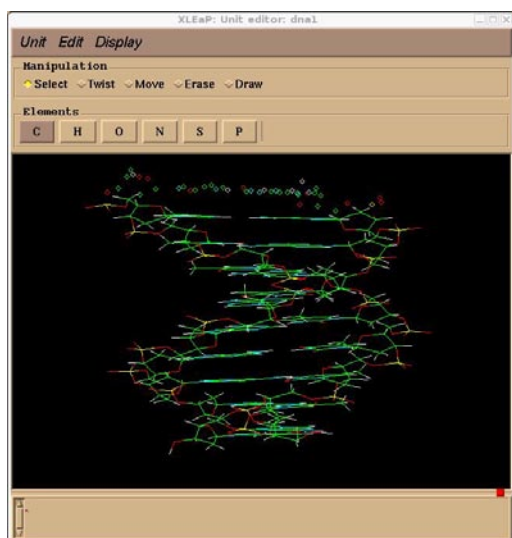 XLEaP: Unit editor: dna1
Unit Edit Display
Manipulation
Select Twist Move Erase Draw
Elements
C H O N S P